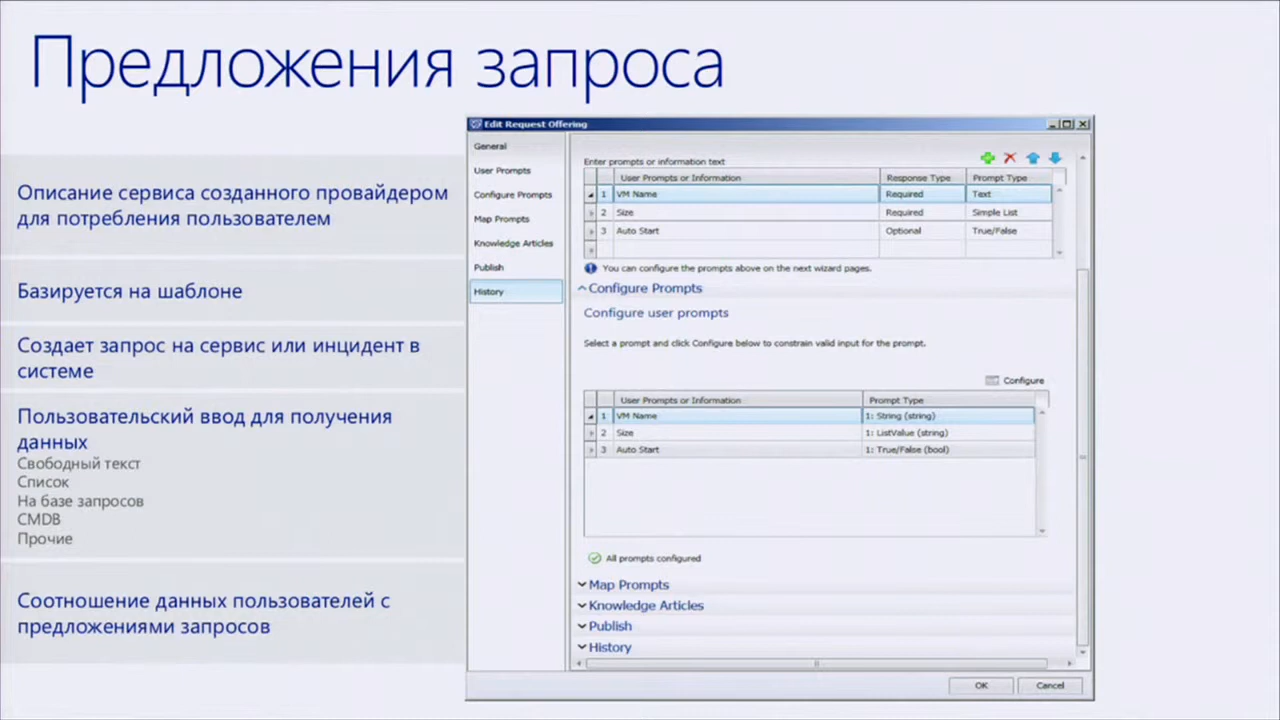 Предложения запроса
Описание сервиса созданного провайдером
для потребления пользователем
Базируется на шаблоне
Создает запрос на сервис или инцидент в
системе
Пользовательский ввод для получения
данных
Свободный текст
Список
На базе запросов
CMDB
Прочие
Соотношение данных пользователей с
предложениями запросов
Edit Request Offering
General
User Prompts
Configure Prompts
Map Prompts
Knowledge Articles
Publish
History
Enter prompts or information text
User Prompts or Information Response Type Prompt Type
1 VM Name Required Text
2 Size Required Simple List
3 Auto Start Optional True/False
You can configure the prompts above on the next wizard pages.
Configure Prompts
Configure user prompts
Select a prompt and click Configure below to constrain valid input for the prompt.
Configure
User Prompts or Information Prompt Type
1 VM Name 1: String (string)
2 Size 1: ListValue (string)
3 Auto Start 1: True/False (bool)
All prompts configured
Map Prompts
Knowledge Articles
Publish
History
OK Cancel